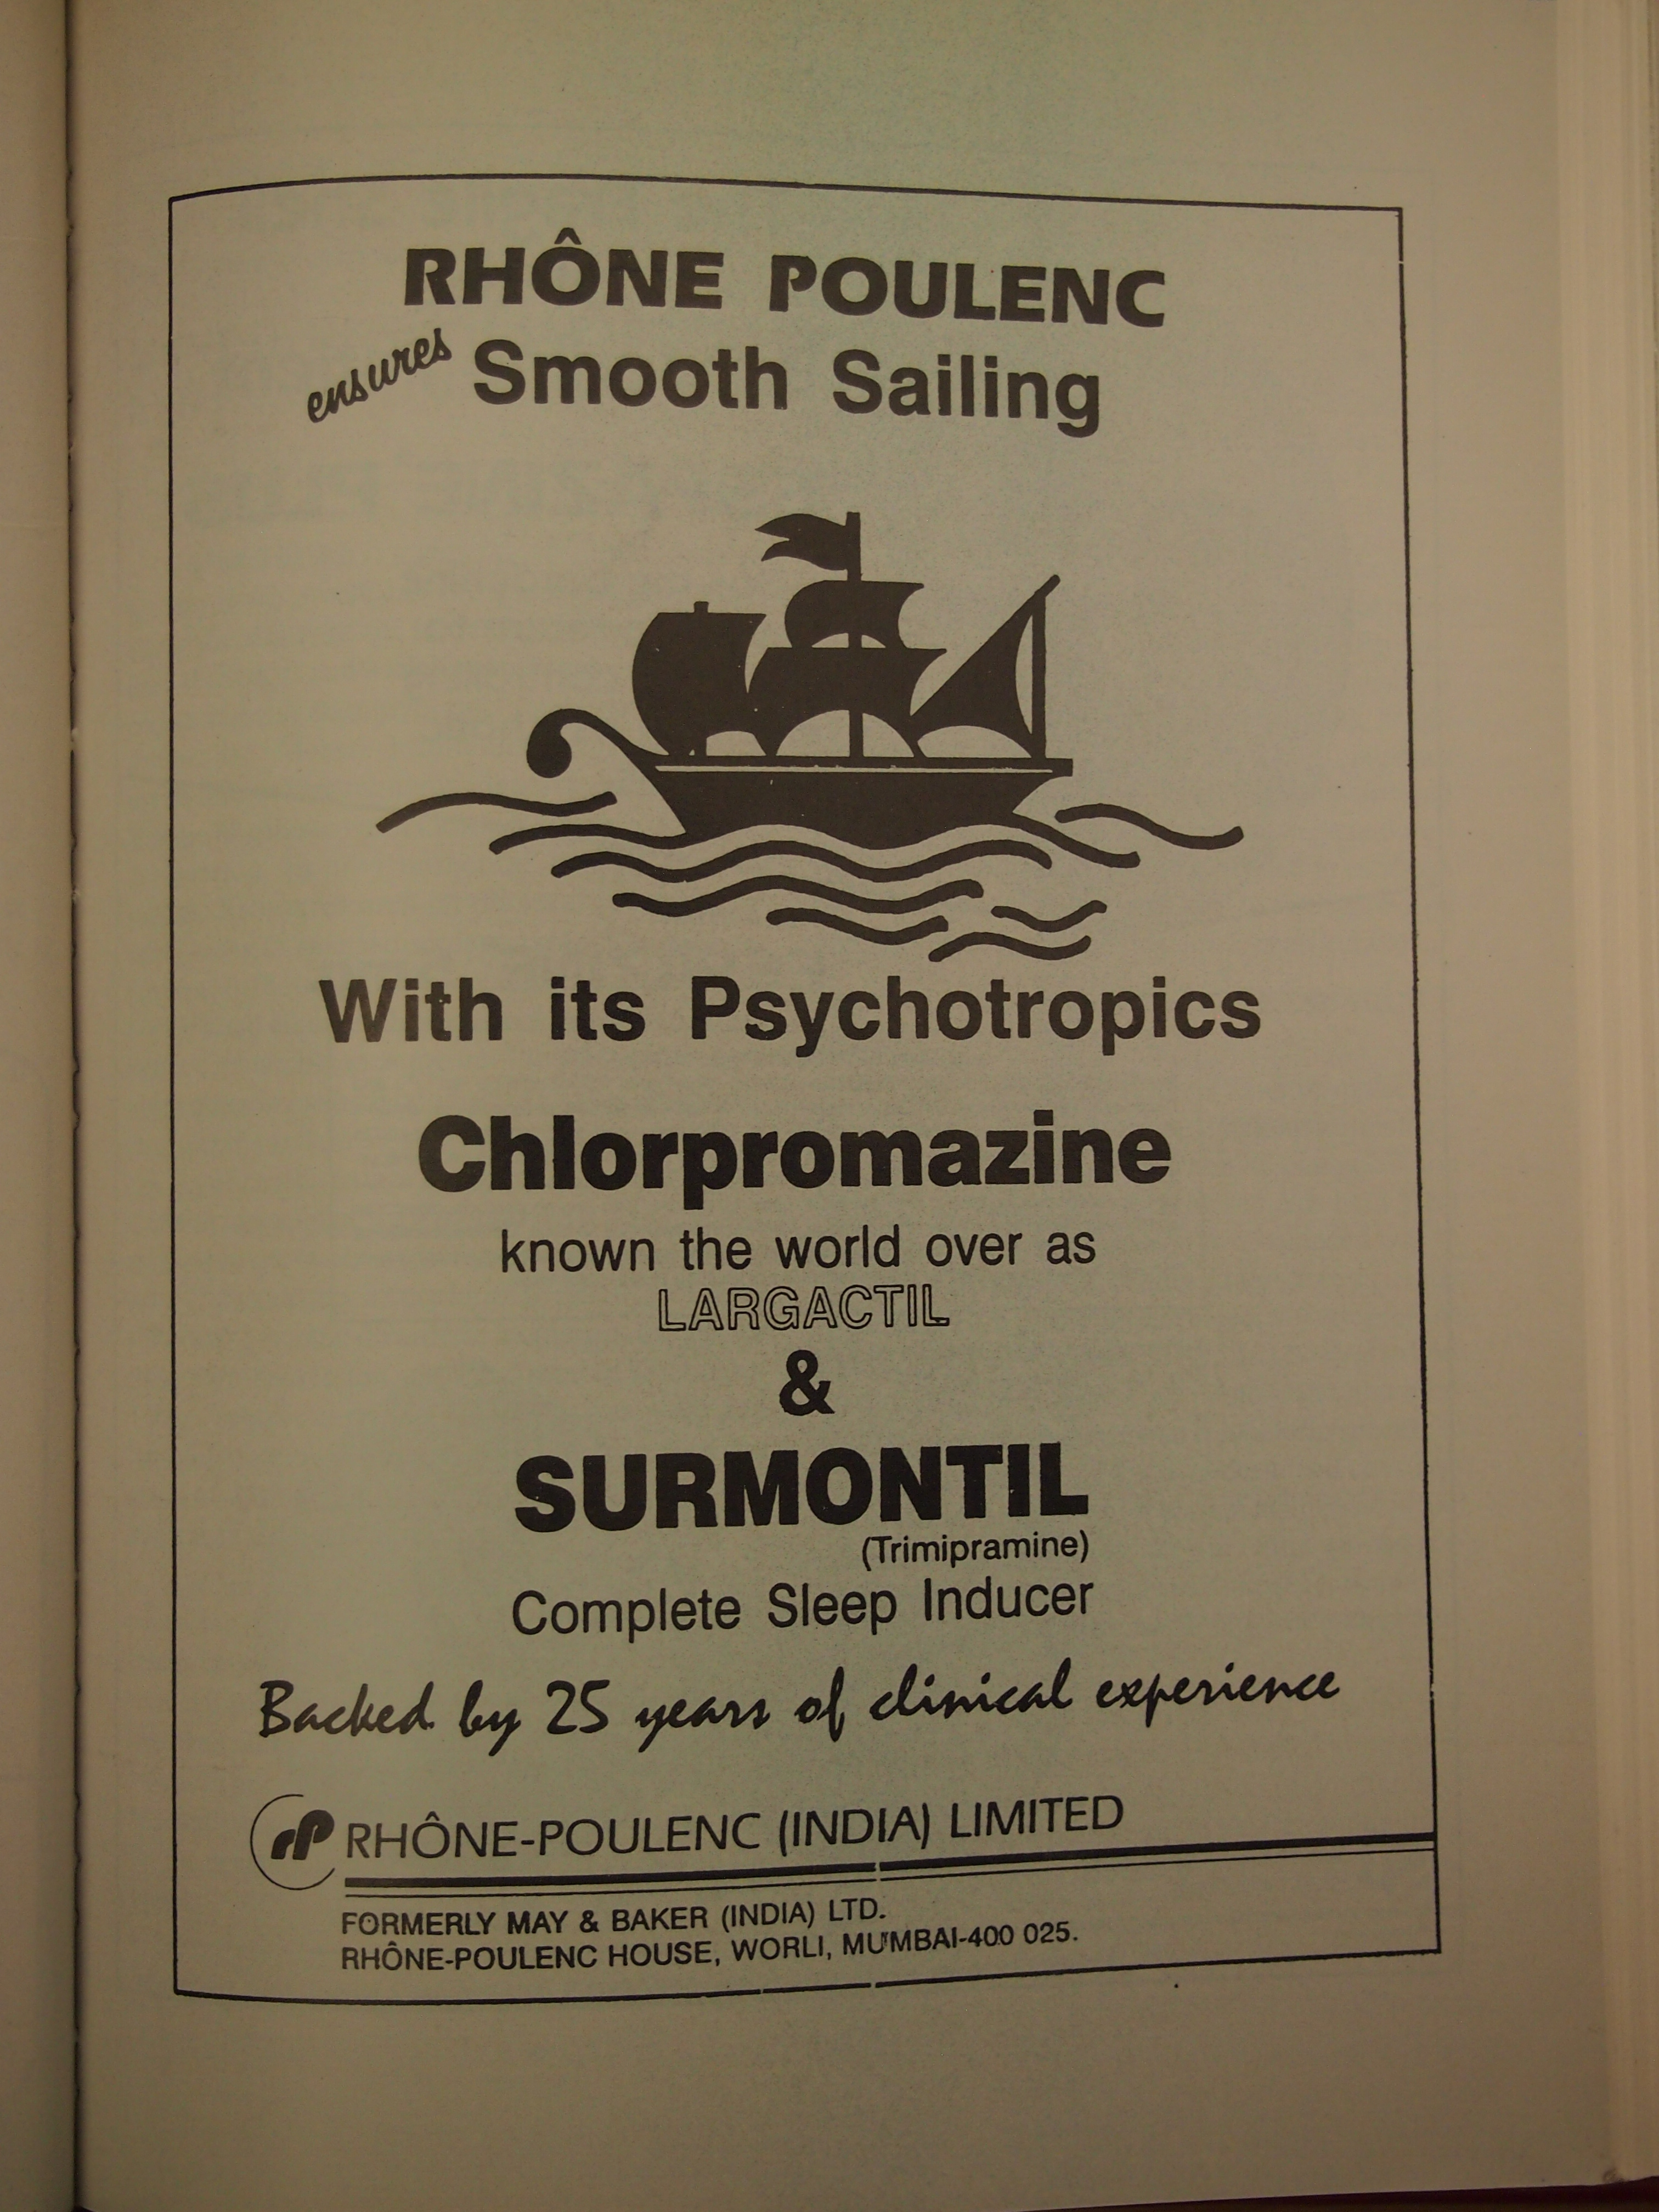 RHÔNE POULENC
ensures Smooth Sailing
With its Psychotropics
Chlorpromazine
known the world over as
LARGACTIL
&
SURMONTIL
(Trimipramine)
Complete Sleep Inducer
Backed by 25 years of clinical experience
rP RHÔNE-POULENC (INDIA) LIMITED
FORMERLY MAY & BAKER (INDIA) LTD.
RHÔNE-POULENC HOUSE, WORLI, MUMBAI-400 025.